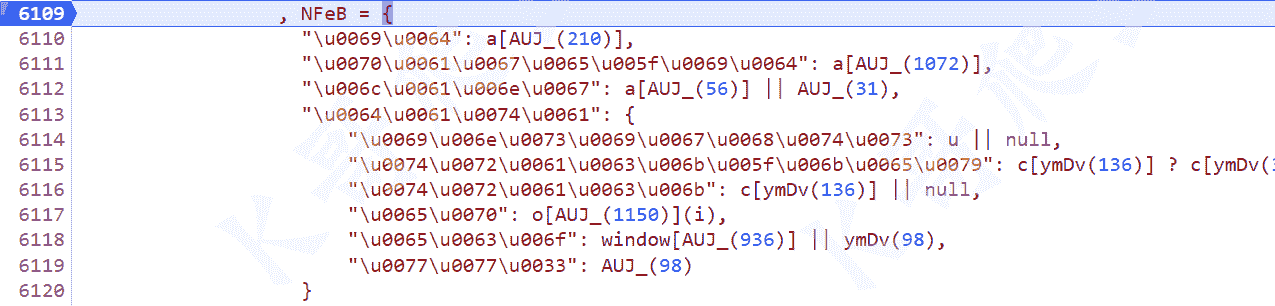 6109 , NFeB = {
6110 "\u0069\u0064": a[AUJ_(210)],
6111 "\u0070\u0061\u0067\u0065\u005f\u0069\u0064": a[AUJ_(1072)],
6112 "\u006c\u0061\u006e\u0067": a[AUJ_(56)] || AUJ_(31),
6113 "\u0064\u0061\u0074\u0061": {
6114 "\u0069\u006e\u0073\u0069\u0067\u0068\u0074\u0073": u || null,
6115 "\u0074\u0072\u0061\u0063\u006b\u005f\u006b\u0065\u0079": c[ymDv(136)] ? c[ymDv(
6116 "\u0074\u0072\u0061\u0063\u006b": c[ymDv(136)] || null,
6117 "\u0065\u0070": o[AUJ_(1150)](i),
6118 "\u0065\u0063\u006f": window[AUJ_(936)] || ymDv(98),
6119 "\u0077\u0077\u0033": AUJ_(98)
6120 }